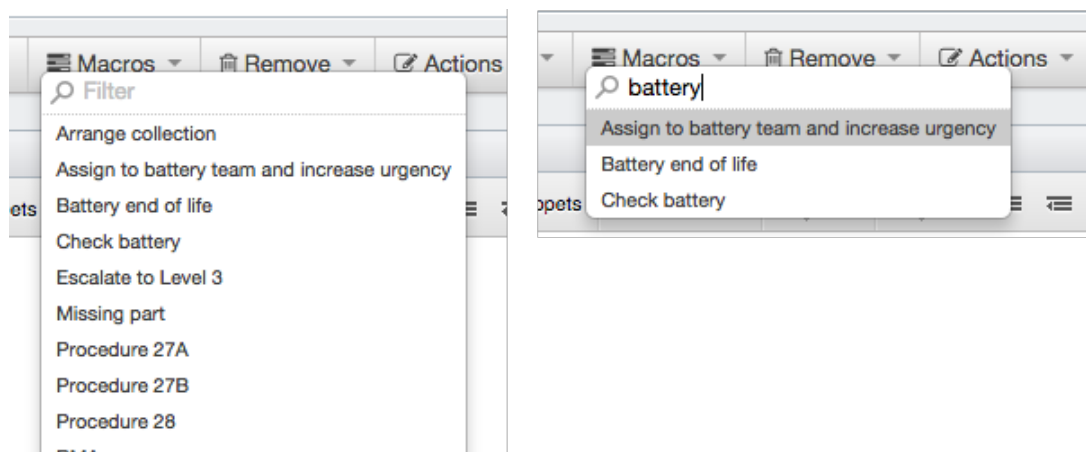 Macros Remove Actions
Filter
Arrange collection
Assign to battery team and increase urgency
Battery end of life
Check battery
Escalate to Level 3
Missing part
Procedure 27A
Procedure 27B
Procedure 28
Macros Remove Actions
battery
Assign to battery team and increase urgency
Battery end of life
Check battery